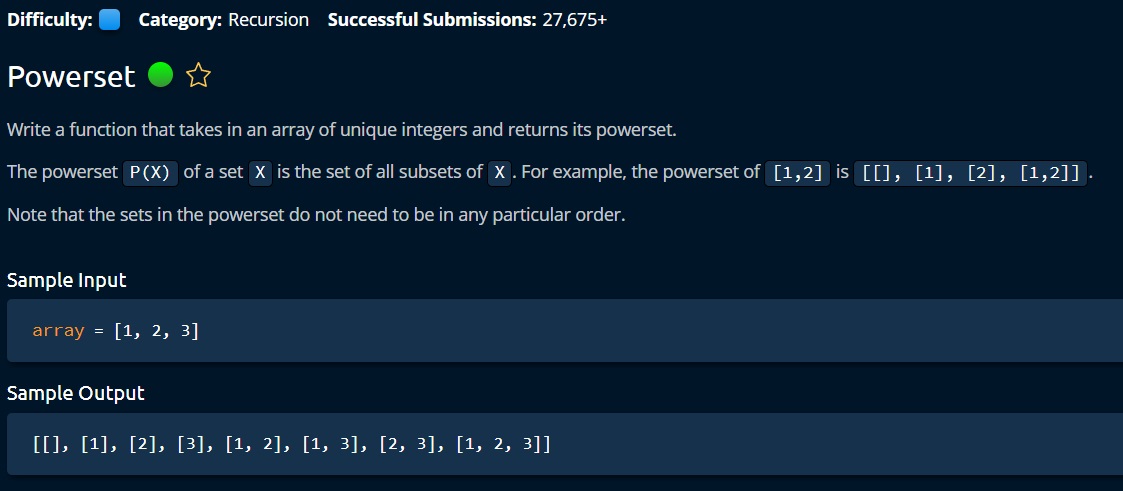 Difficulty: Category: Recursion Successful Submissions: 27,675+
Powerset
Write a function that takes in an array of unique integers and returns its powerset.
The powerset P(X) of a set X is the set of all subsets of X. For example, the powerset of [1,2] is [[], [1], [2], [1,2]].
Note that the sets in the powerset do not need to be in any particular order.
Sample Input
array = [1, 2, 3]
Sample Output
[[], [1], [2], [3], [1, 2], [1, 3], [2, 3], [1, 2, 3]]